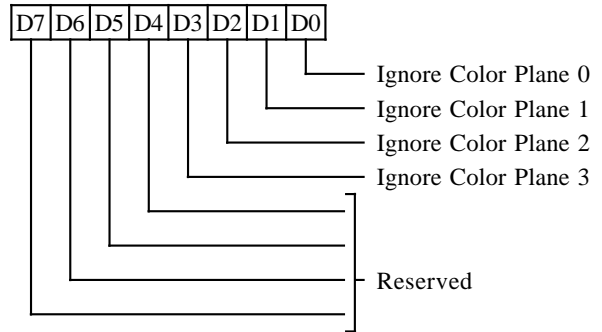 D7 D6 D5 D4 D3 D2 D1 D0
Ignore Color Plane 0
Ignore Color Plane 1
Ignore Color Plane 2
Ignore Color Plane 3
Reserved